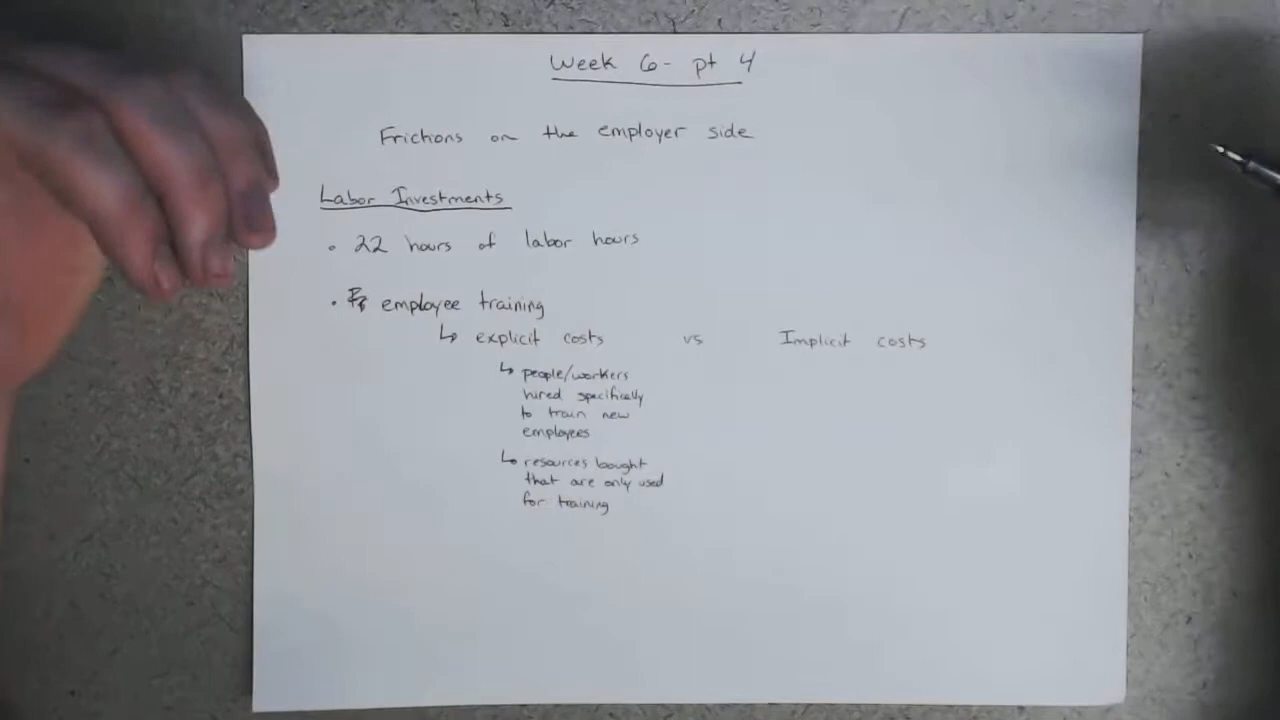 Week 6 - pt 4
Frictions on the employer side
Labor Investments
• 22 hours of labor hours
• employee training
↳ explicit costs vs Implicit costs
↳ people/workers
hired specifically
to train new
employees
↳ resources bought
that are only used
for training